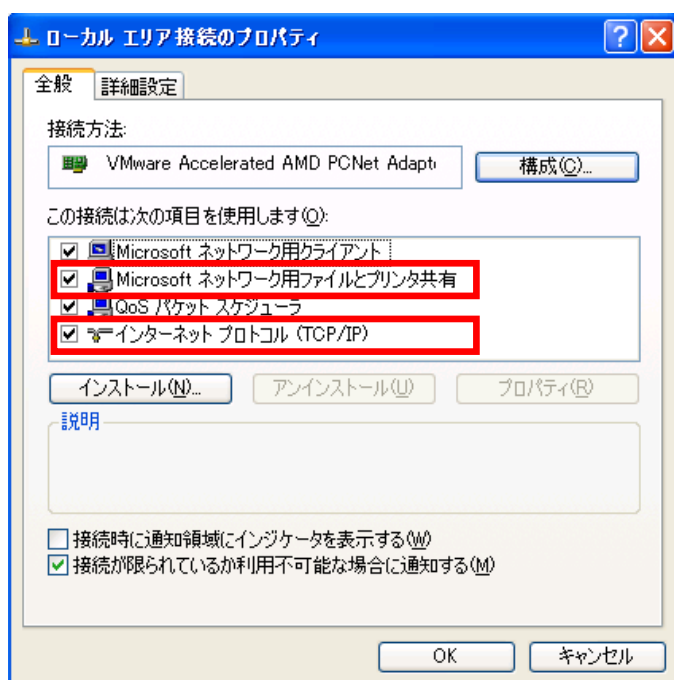 ローカル エリア接続のプロパティ
全般 詳細設定
接続方法:
VMware Accelerated AMD PCNet Adapt
構成(C)...
この接続は次の項目を使用します(O):
Microsoft ネットワーク用クライアント
Microsoft ネットワーク用ファイルとプリンタ共有
QoS パケット スケジューラ
インターネット プロトコル (TCP/IP)
インストール(N)... アンインストール(U) プロパティ(R)
説明
接続時に通知領域にインジケータを表示する(W)
接続が限られているか利用不可能な場合に通知する(M)
OK キャンセル